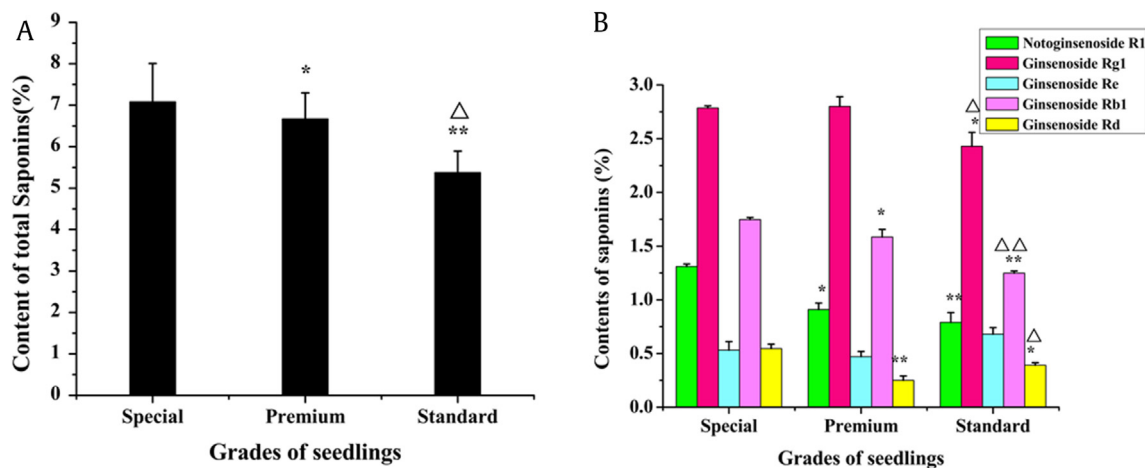 A
Content of total Saponins(%)
9
8
7
6
5
4
3
2
1
0
*
△
**
Special Premium Standard
Grades of seedlings
B
Notoginsenoside R1
Ginsenoside Rg1
Ginsenoside Re
Ginsenoside Rb1
Ginsenoside Rd
Contents of saponins (%)
3.0
2.5
2.0
1.5
1.0
0.5
0.0
*
*
**
△
*
**
△△
**
△
*
Special Premium Standard
Grades of seedlings